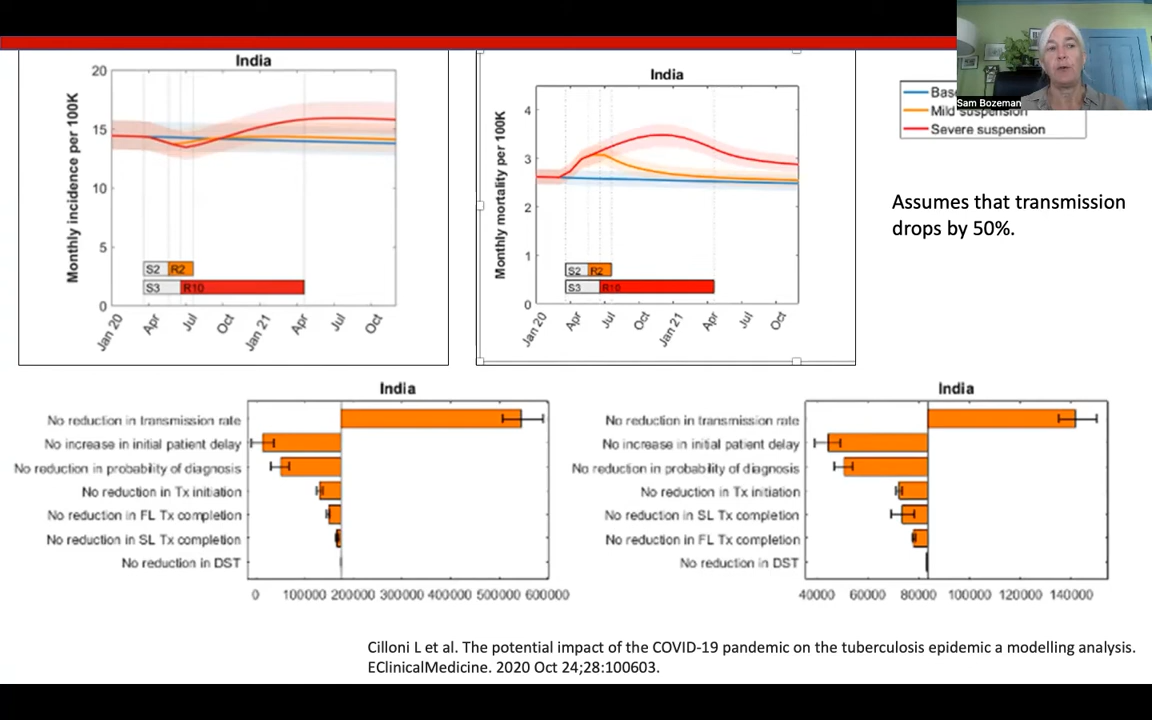 India
20
15
10
5
0
Monthly incidence per 100K
S2 R2
S3 R10
Jan 20 Apr Jul Oct Jan 21 Apr Jul Oct
India
4
3
2
1
0
Monthly mortality per 100K
S2 R2
S3 R10
Jan 20 Apr Jul Oct Jan 21 Apr Jul Oct
Sam Bozeman
Mild suspension
Severe suspension
Assumes that transmission
drops by 50%.
India
No reduction in transmission rate
No increase in initial patient delay
No reduction in probability of diagnosis
No reduction in Tx initiation
No reduction in FL Tx completion
No reduction in SL Tx completion
No reduction in DST
0 100000 200000 300000 400000 500000 600000
India
No reduction in transmission rate
No increase in initial patient delay
No reduction in probability of diagnosis
No reduction in Tx initiation
No reduction in SL Tx completion
No reduction in FL Tx completion
No reduction in DST
40000 60000 80000 100000 120000 140000
Cilloni L et al. The potential impact of the COVID-19 pandemic on the tuberculosis epidemic a modelling analysis.
EClinicalMedicine. 2020 Oct 24;28:100603.